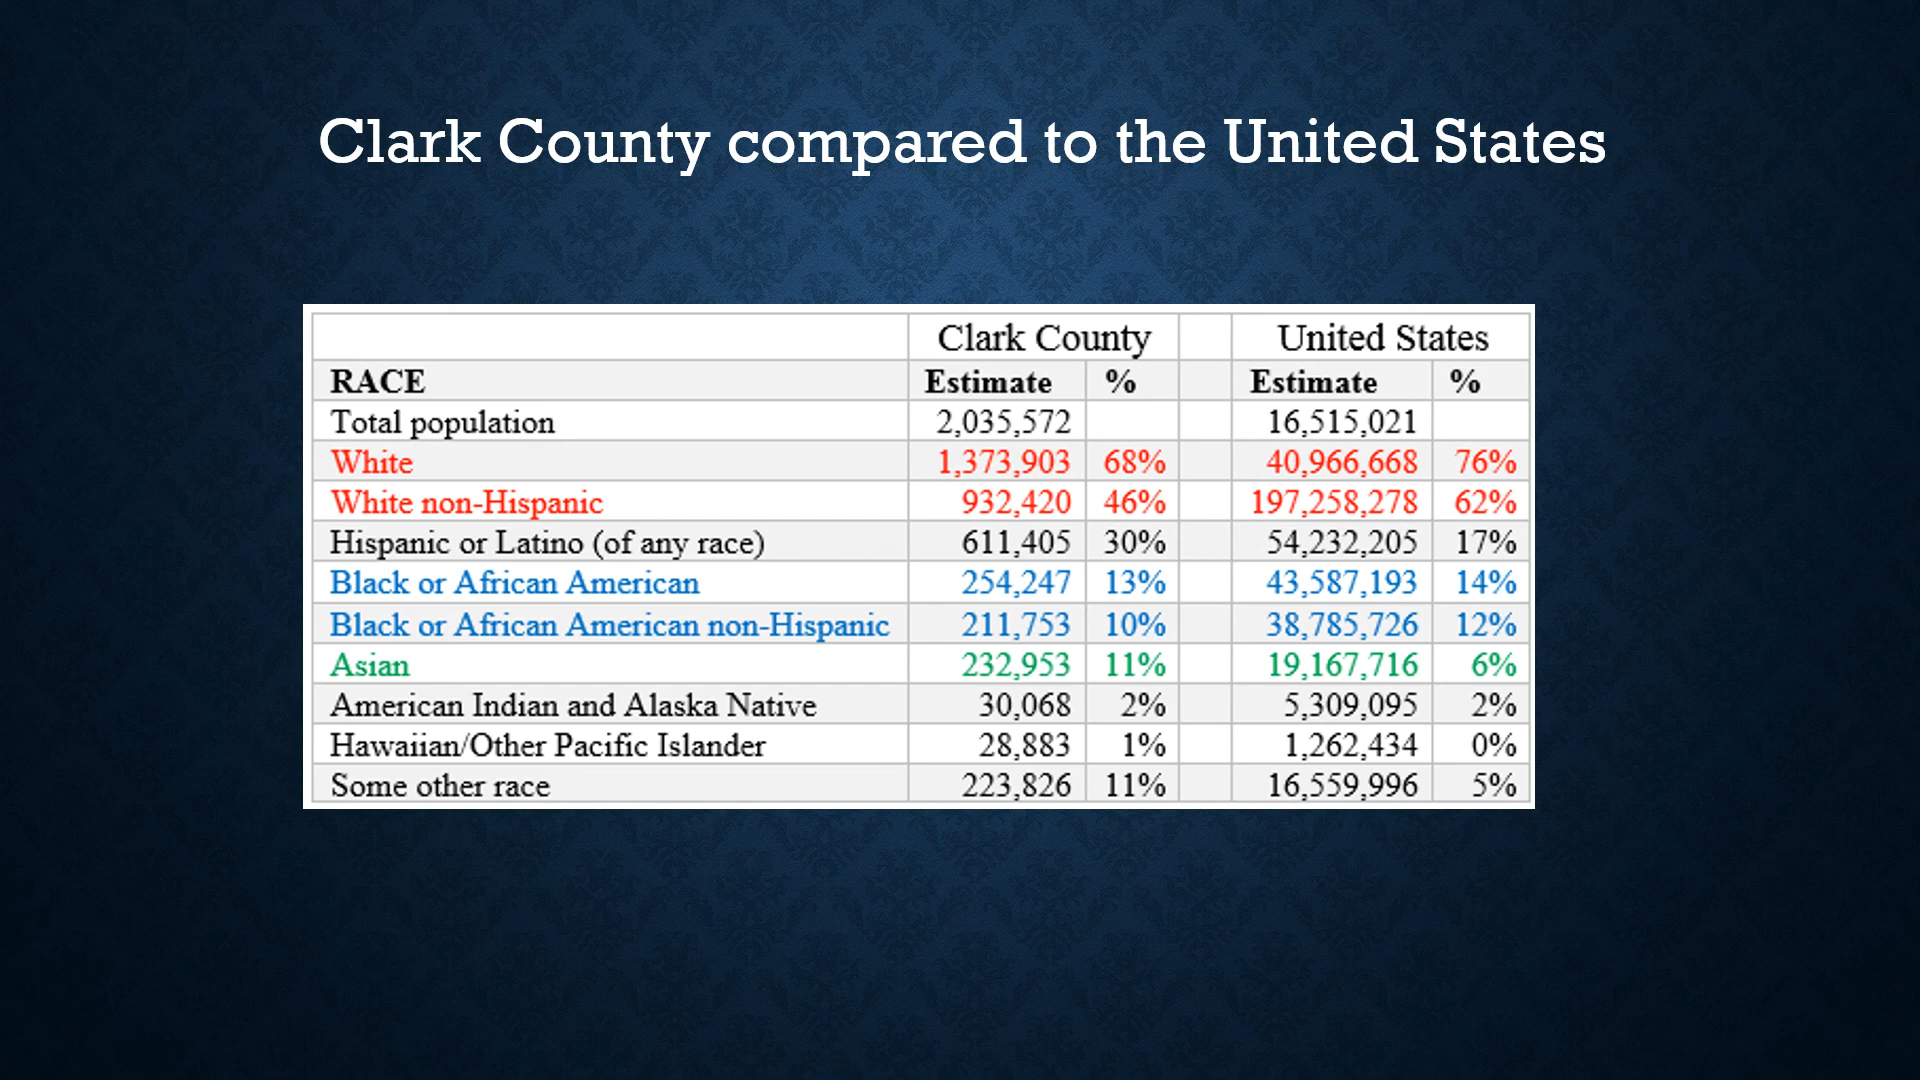 Clark County compared to the United States
Clark County United States
RACE Estimate % Estimate %
Total population 2,035,572 16,515,021
White 1,373,903 68% 40,966,668 76%
White non-Hispanic 932,420 46% 197,258,278 62%
Hispanic or Latino (of any race) 611,405 30% 54,232,205 17%
Black or African American 254,247 13% 43,587,193 14%
Black or African American non-Hispanic 211,753 10% 38,785,726 12%
Asian 232,953 11% 19,167,716 6%
American Indian and Alaska Native 30,068 2% 5,309,095 2%
Hawaiian/Other Pacific Islander 28,883 1% 1,262,434 0%
Some other race 223,826 11% 16,559,996 5%